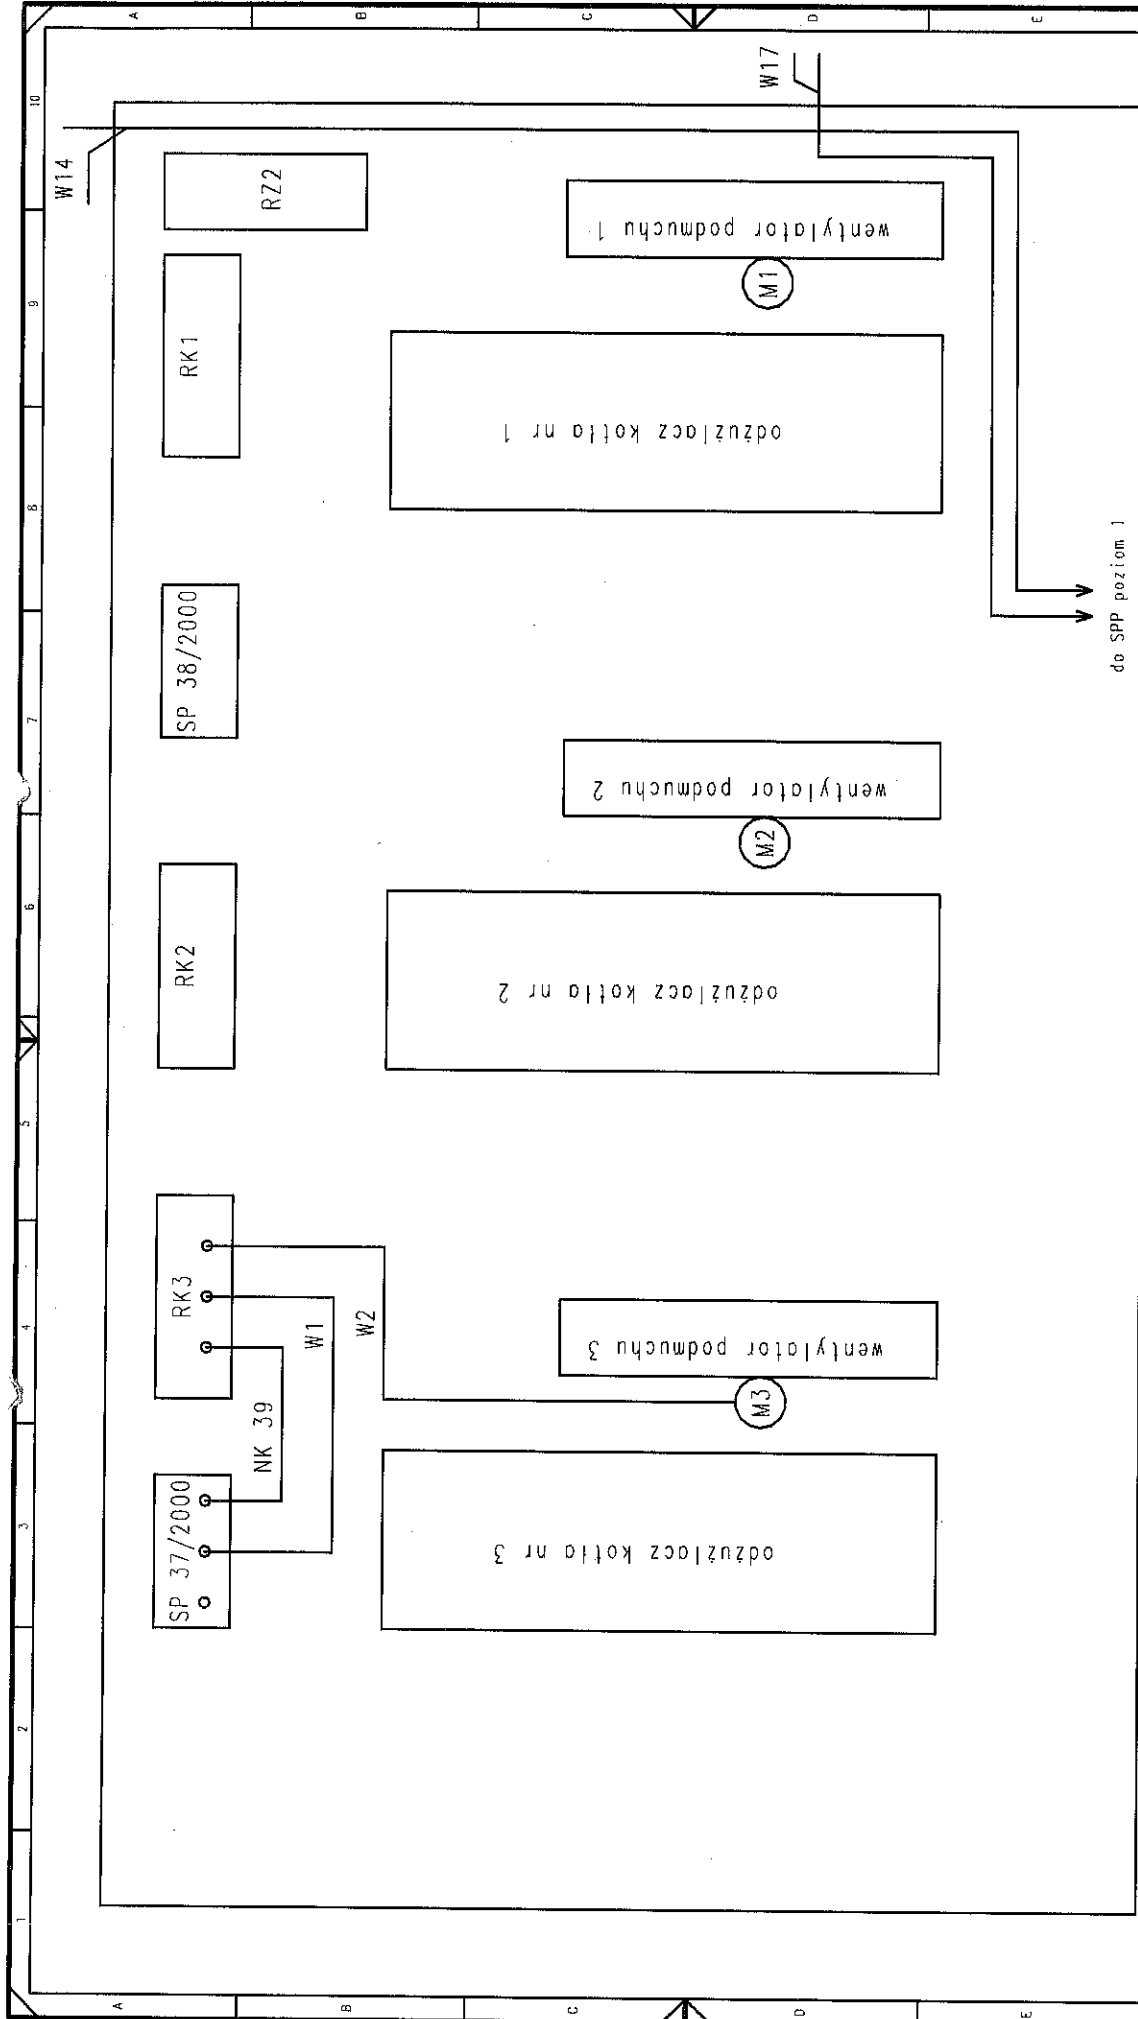 1 2 3 4 5 6 7 8 9 10
A
B
C
D
E
W14
W17
SP 37/2000
RK3
RK2
SP 38/2000
RK1
RZ2
NK 39
W1
W2
wentylator podmuchu 3
M3
odżużlacz kotła nr 3
wentylator podmuchu 2
M2
odżużlacz kotła nr 2
wentylator podmuchu 1
M1
odżużlacz kotła nr 1
do SPP poziom 1
A
B
C
D
E